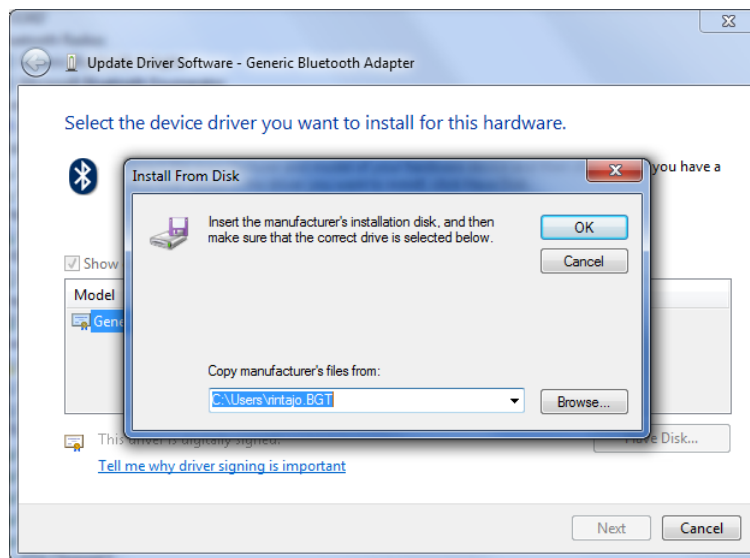 Update Driver Software - Generic Bluetooth Adapter
Select the device driver you want to install for this hardware.
you have a
Install From Disk
Insert the manufacturer's installation disk, and then
make sure that the correct drive is selected below.
OK
Cancel
Show
Model
Gene
Copy manufacturer's files from:
C:\Users\rintajo.BGT
Browse...
This driver is digitally signed.
Have Disk...
Tell me why driver signing is important
Next
Cancel